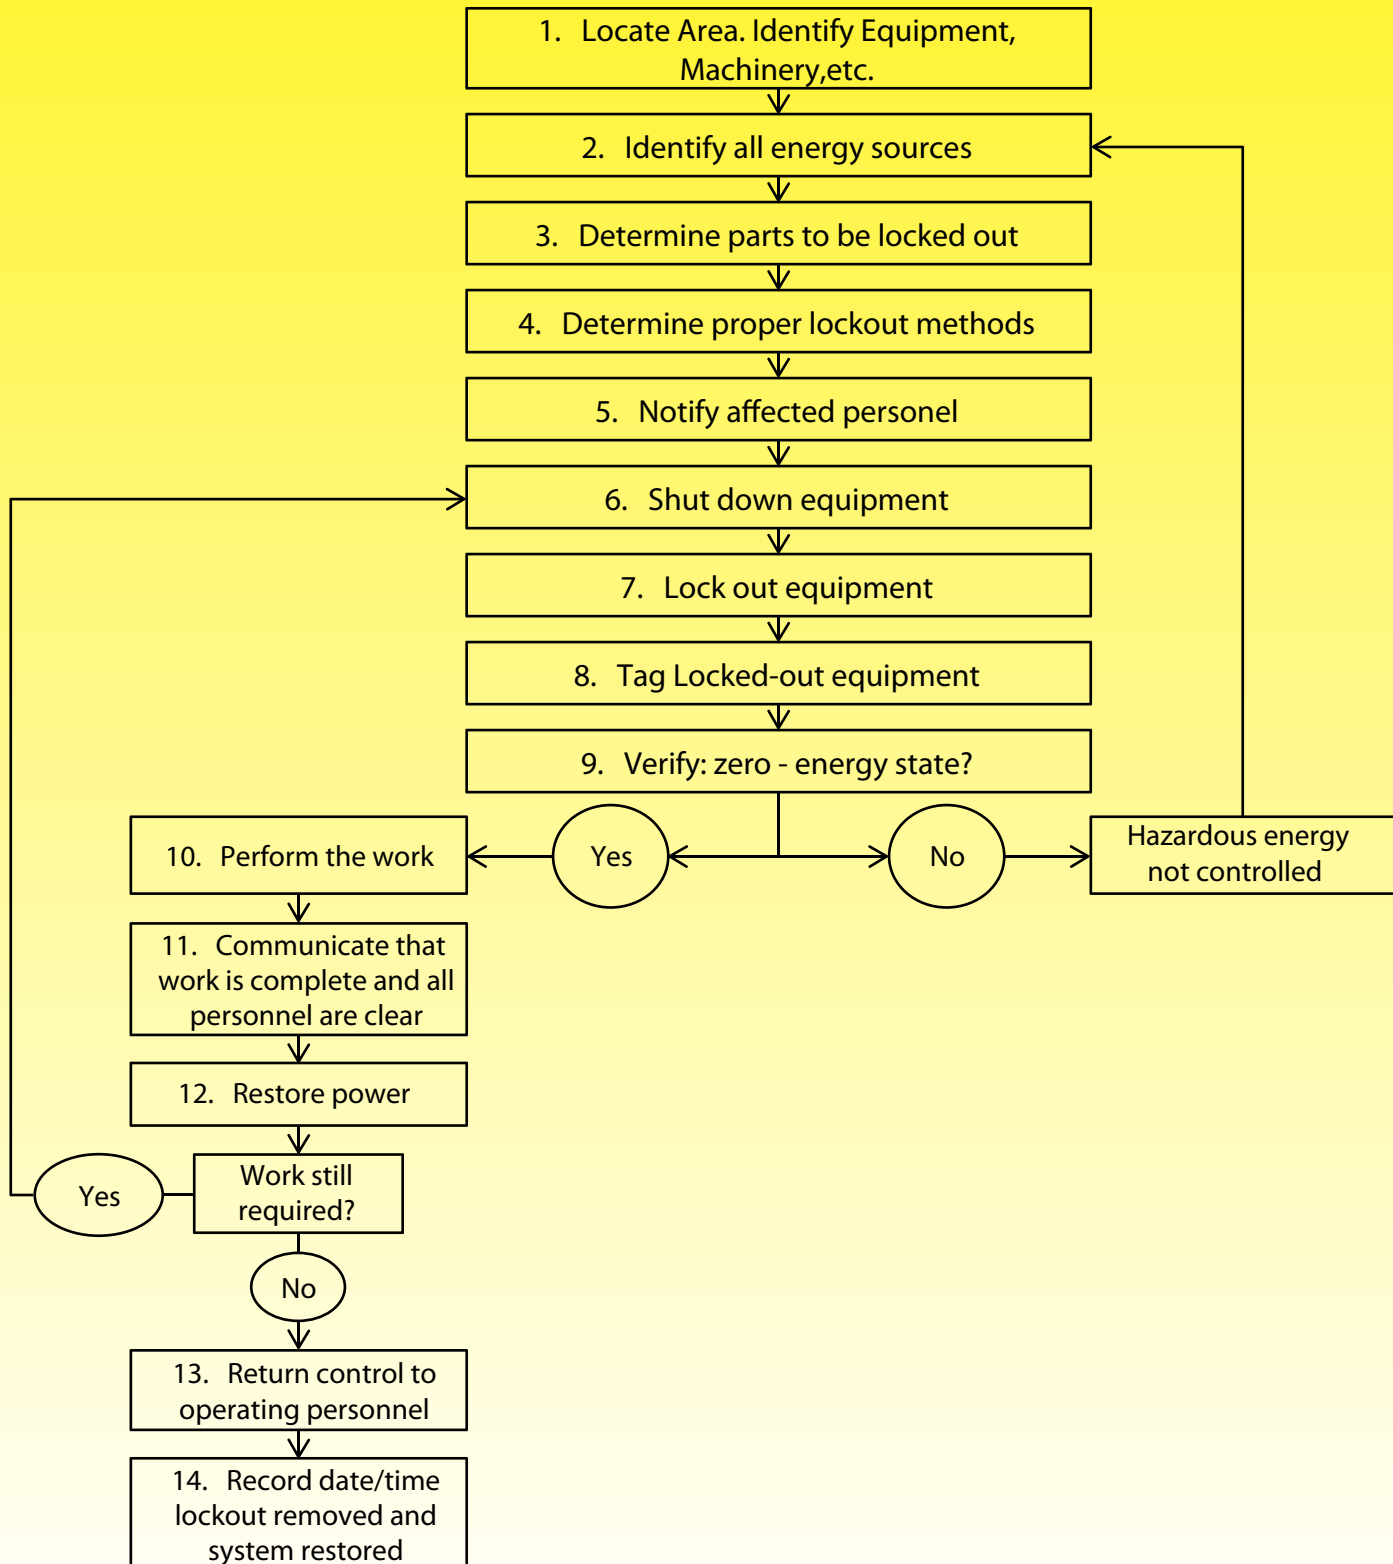 1. Locate Area. Identify Equipment,
Machinery,etc.
2. Identify all energy sources
3. Determine parts to be locked out
4. Determine proper lockout methods
5. Notify affected personel
6. Shut down equipment
7. Lock out equipment
8. Tag Locked-out equipment
9. Verify: zero - energy state?
10. Perform the work
Yes
No
Hazardous energy
not controlled
11. Communicate that
work is complete and all
personnel are clear
12. Restore power
Yes
Work still
required?
No
13. Return control to
operating personnel
14. Record date/time
lockout removed and
system restored